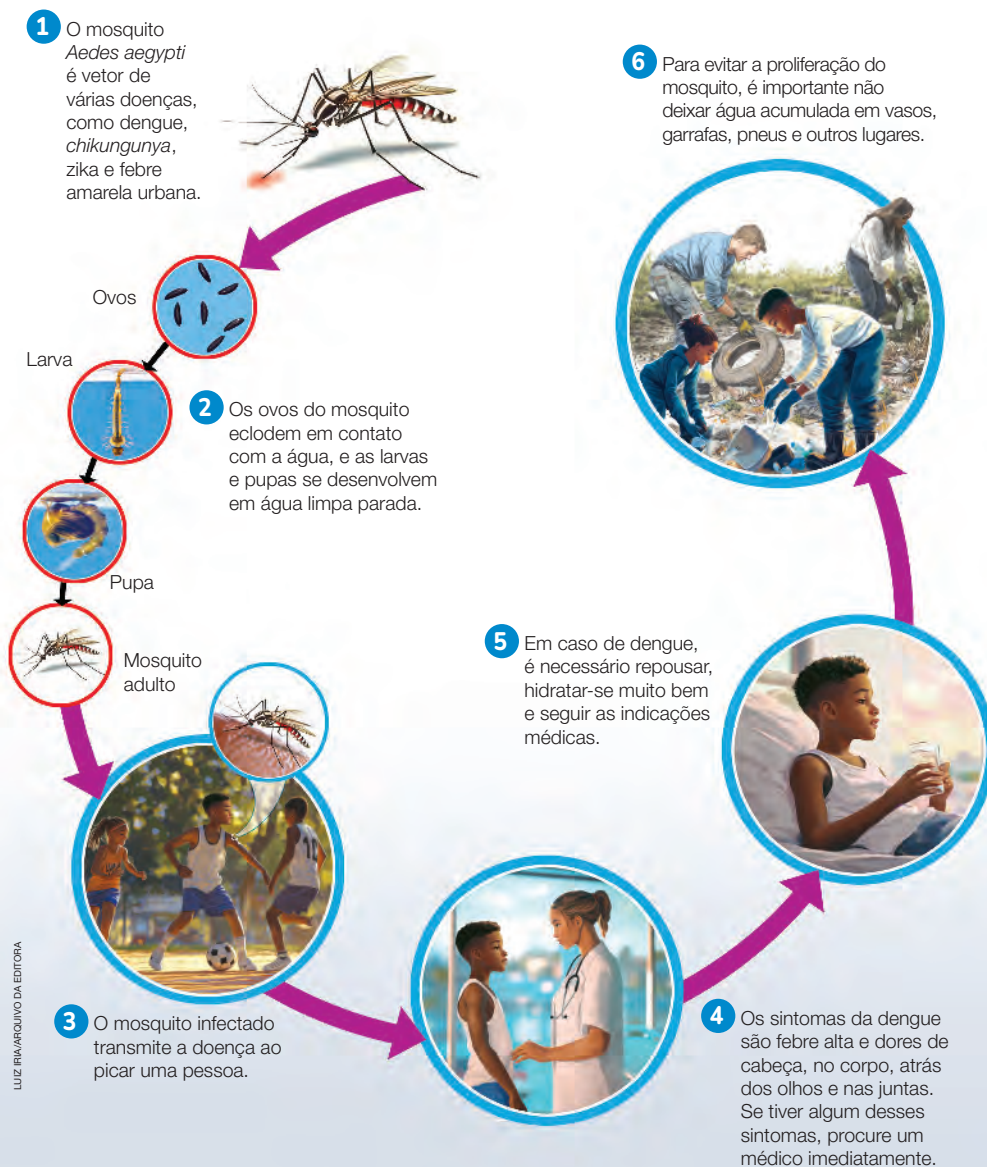 1
O mosquito
Aedes aegypti
é vetor de
várias doenças,
como dengue,
chikungunya,
zika e febre
amarela urbana.
Ovos
Larva
2
Os ovos do mosquito
eclodem em contato
com a água, e as larvas
e pupas se desenvolvem
em água limpa parada.
Pupa
Mosquito
adulto
3
O mosquito infectado
transmite a doença ao
picar uma pessoa.
4
Os sintomas da dengue
são febre alta e dores de
cabeça, no corpo, atrás
dos olhos e nas juntas.
Se tiver algum desses
sintomas, procure um
médico imediatamente.
5
Em caso de dengue,
é necessário repousar,
hidratar-se muito bem
e seguir as indicações
médicas.
6
Para evitar a proliferação do
mosquito, é importante não
deixar água acumulada em vasos,
garrafas, pneus e outros lugares.
LUIZ IRIA/ARQUIVO DA EDITORA